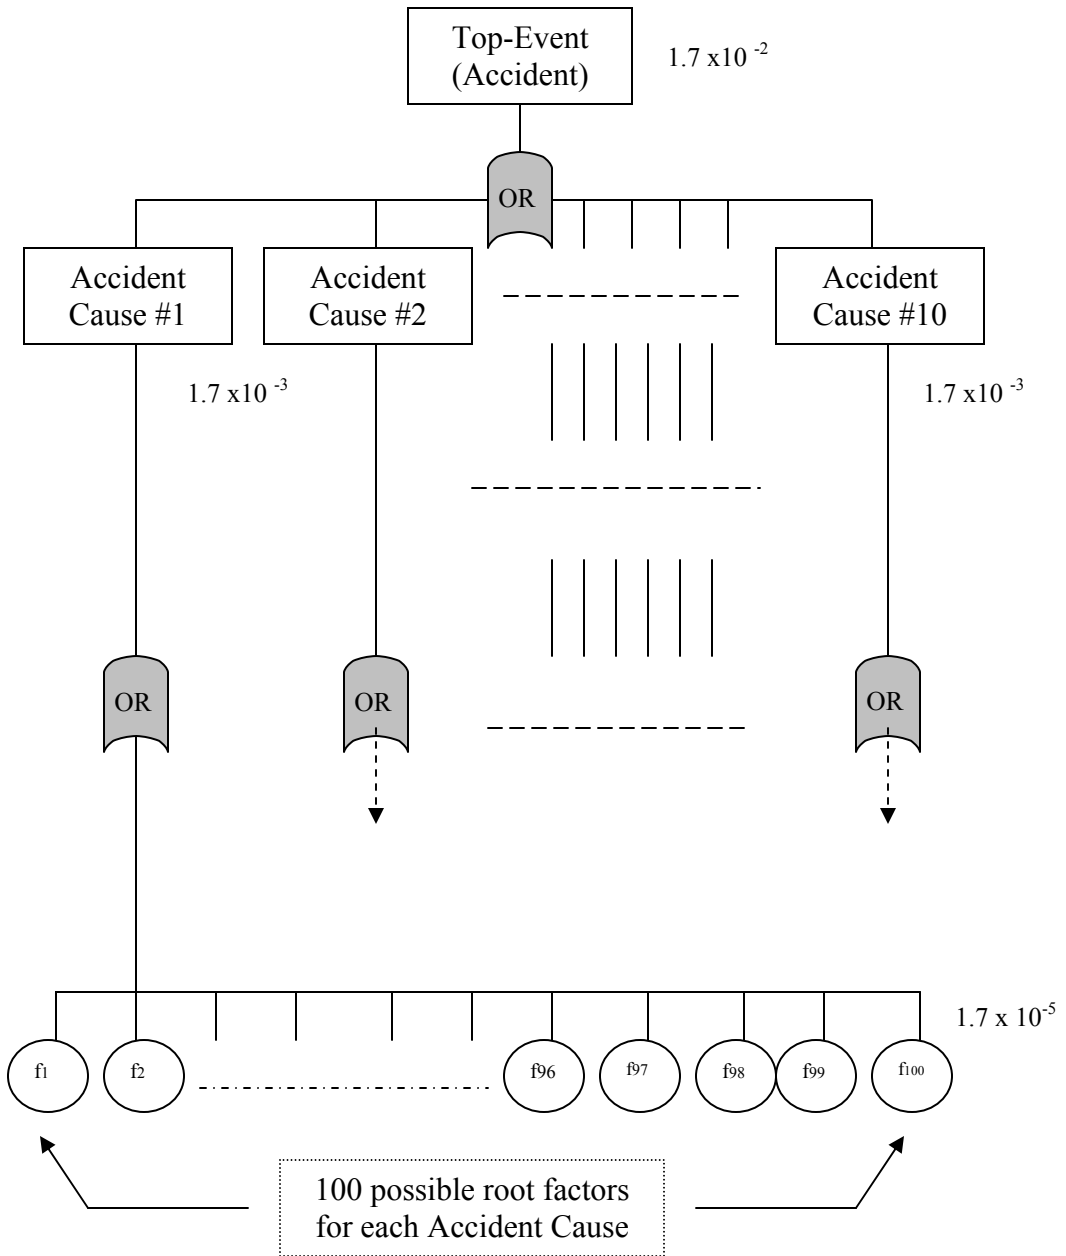 Top-Event
(Accident)
1.7 x10 -2
OR
Accident
Cause #1
Accident
Cause #2
Accident
Cause #10
1.7 x10 -3
1.7 x10 -3
OR
OR
OR
1.7 x 10-5
f1
f2
f96
f97
f98
f99
f100
100 possible root factors
for each Accident Cause